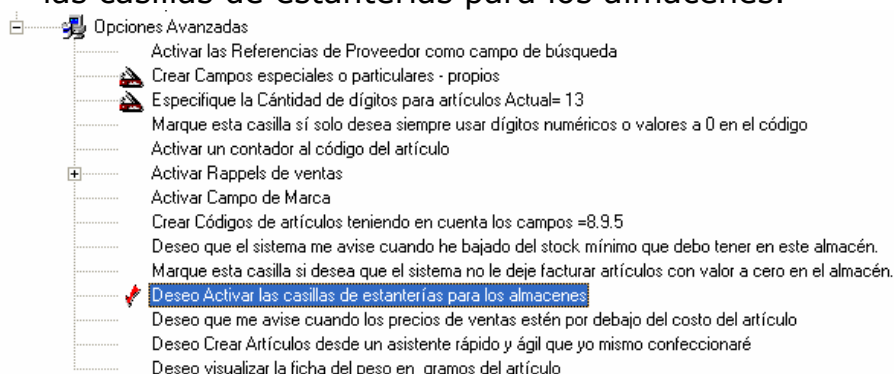 las casillas de estanterías para los almacenes.
Opciones Avanzadas
Activar las Referencias de Proveedor como campo de búsqueda
Crear Campos especiales o particulares - propios
Especifique la Cántidad de dígitos para artículos Actual= 13
Marque esta casilla sí solo desea siempre usar dígitos numéricos o valores a 0 en el código
Activar un contador al código del artículo
Activar Rappels de ventas
Activar Campo de Marca
Crear Códigos de artículos teniendo en cuenta los campos =8.9.5
Deseo que el sistema me avise cuando he bajado del stock mínimo que debo tener en este almacén.
Marque esta casilla si desea que el sistema no le deje facturar artículos con valor a cero en el almacén.
Deseo Activar las casillas de estanterías para los almacenes
Deseo que me avise cuando los precios de ventas estén por debajo del costo del artículo
Deseo Crear Artículos desde un asistente rápido y ágil que yo mismo confeccionaré
Deseo visualizar la ficha del peso en gramos del artículo